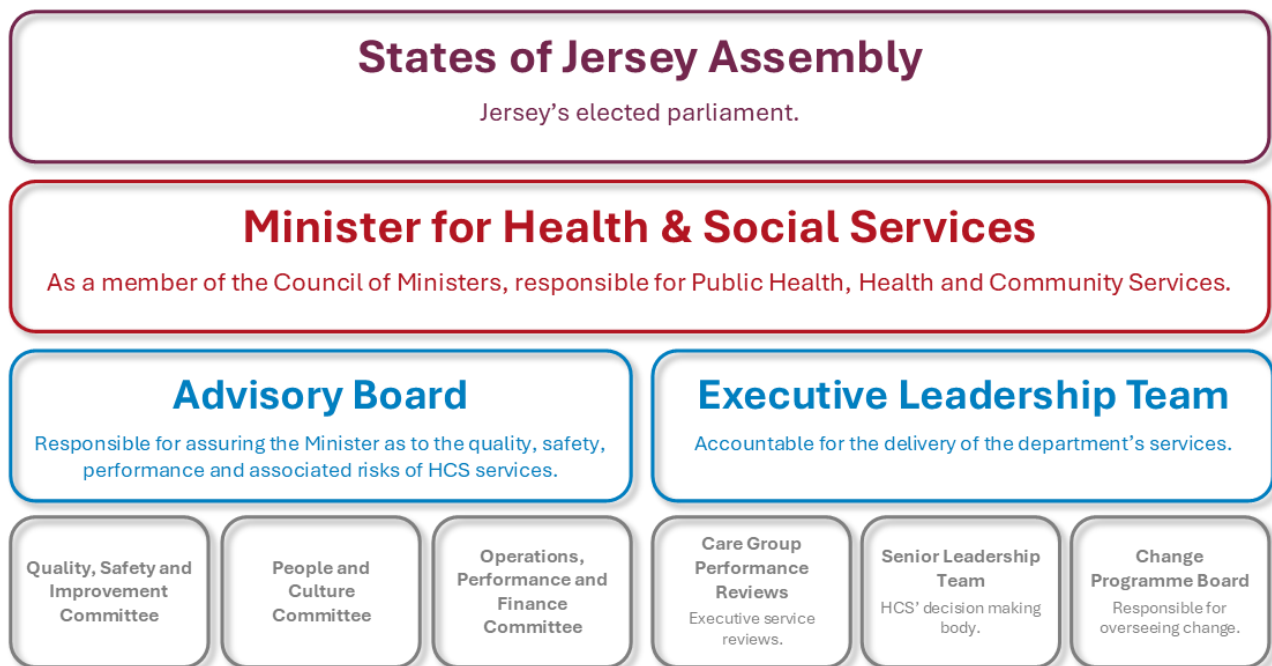 States of Jersey Assembly
Jersey’s elected parliament.
Minister for Health & Social Services
As a member of the Council of Ministers, responsible for Public Health, Health and Community Services.
Advisory Board
Responsible for assuring the Minister as to the quality, safety,
performance and associated risks of HCS services.
Executive Leadership Team
Accountable for the delivery of the department’s services.
Quality, Safety and
Improvement
Committee
People and
Culture
Committee
Operations,
Performance and
Finance
Committee
Care Group
Performance
Reviews
Executive service
reviews.
Senior Leadership
Team
HCS’ decision making
body.
Change
Programme Board
Responsible for
overseeing change.